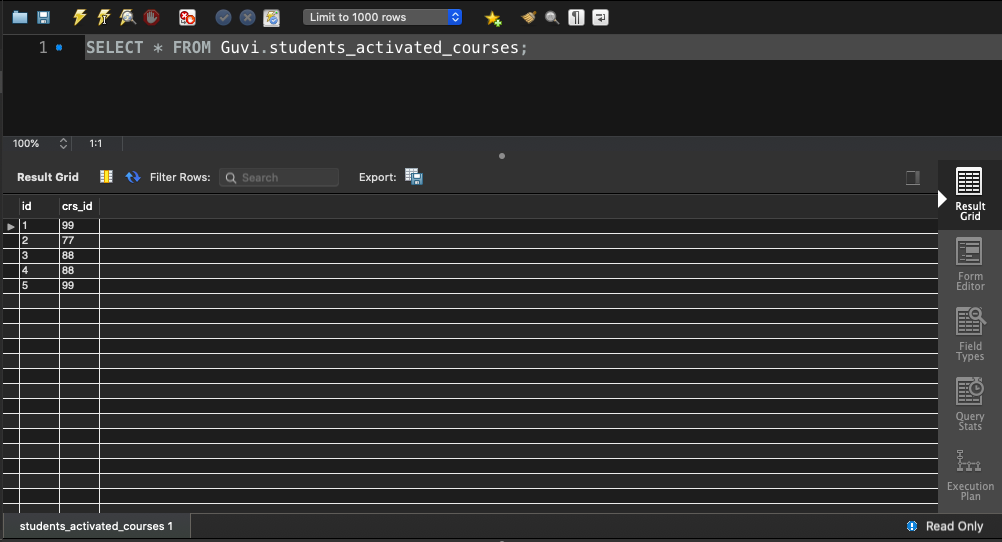 Limit to 1000 rows
1 SELECT * FROM Guvi.students_activated_courses;
100% 1:1
Result Grid Filter Rows: Search Export:
id crs_id
1 99
2 77
3 88
4 88
5 99
Result
Grid
Form
Editor
Field
Types
Query
Stats
Execution
Plan
students_activated_courses 1 Read Only